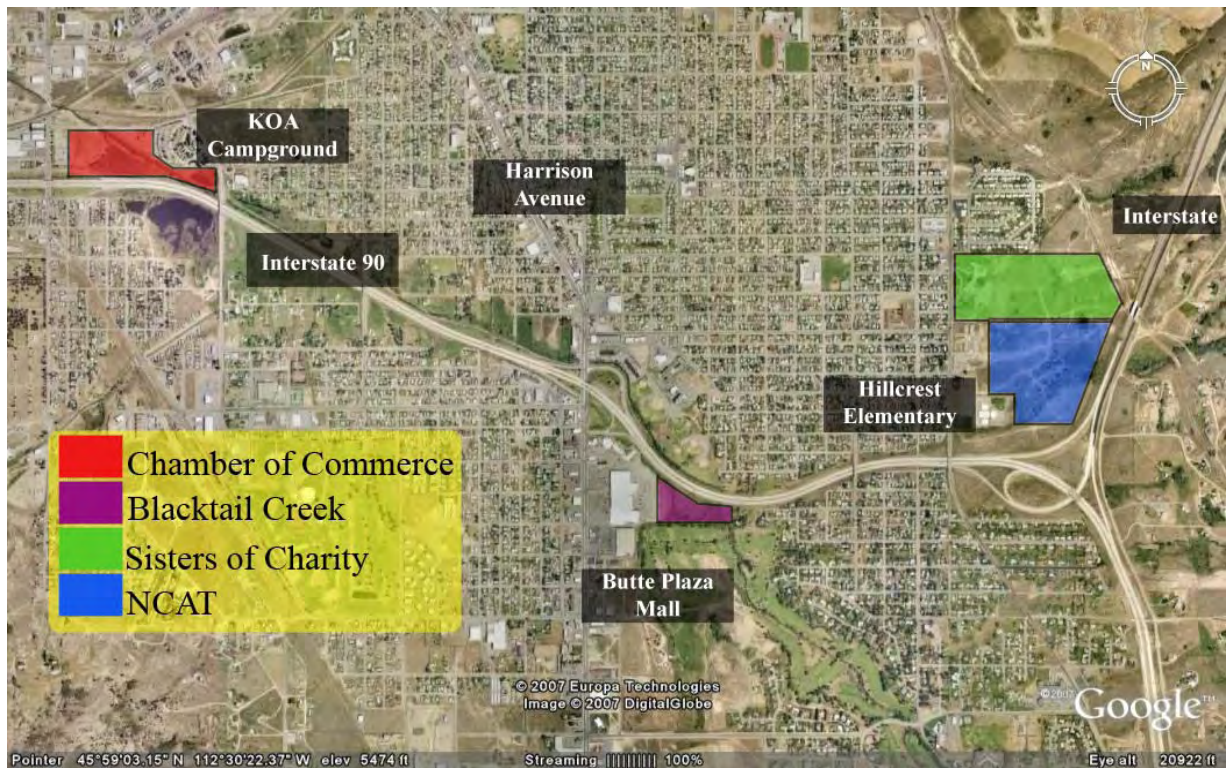 N
KOA
Campground
Harrison
Avenue
Interstate
Interstate 90
Hillcrest
Elementary
Chamber of Commerce
Blacktail Creek
Sisters of Charity
NCAT
Butte Plaza
Mall
© 2007 Europa Technologies
Image © 2007 DigitalGlobe
© 2007
Google™
Pointer 45°59'03.15" N 112°30'22.37" W elev 5474 ft
Streaming |||||||||| 100%
Eye alt 20922 ft